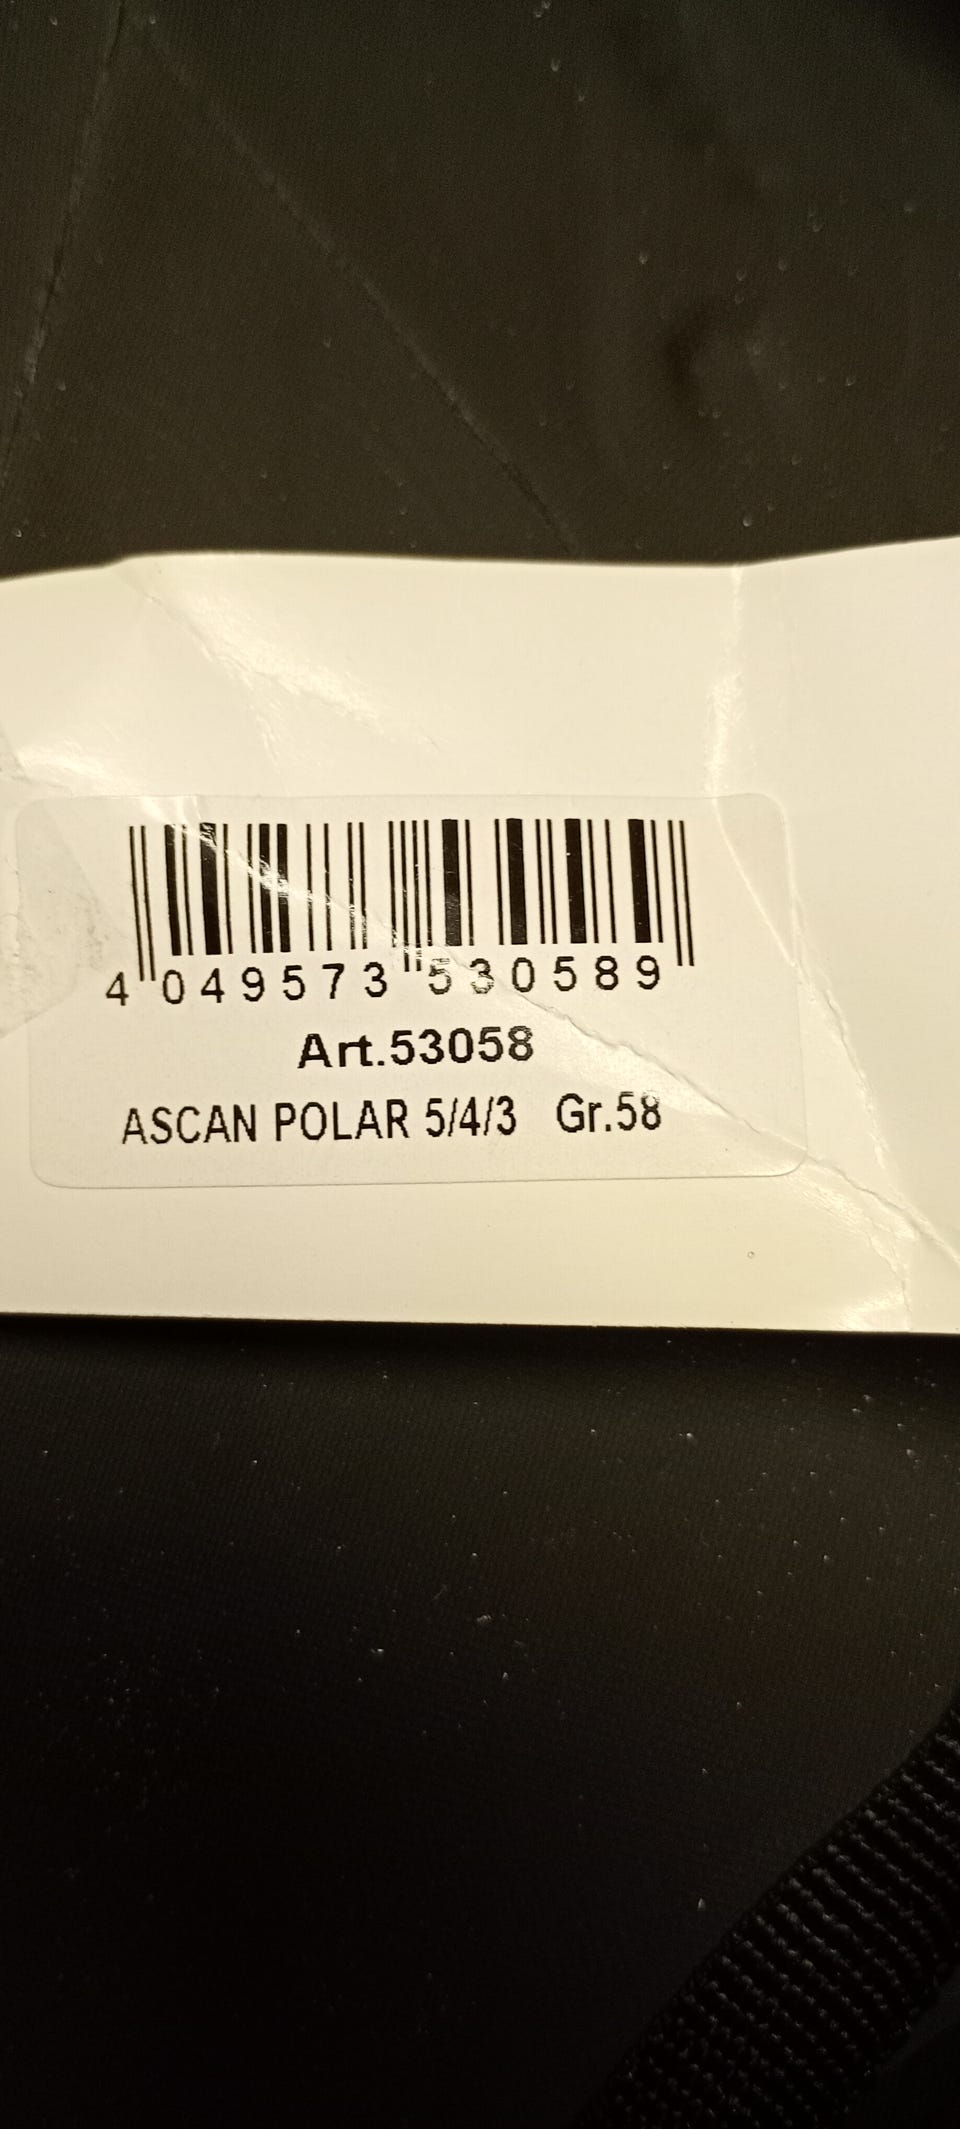 4 049573 530589
Art.53058
ASCAN POLAR 5/4/3 Gr.58